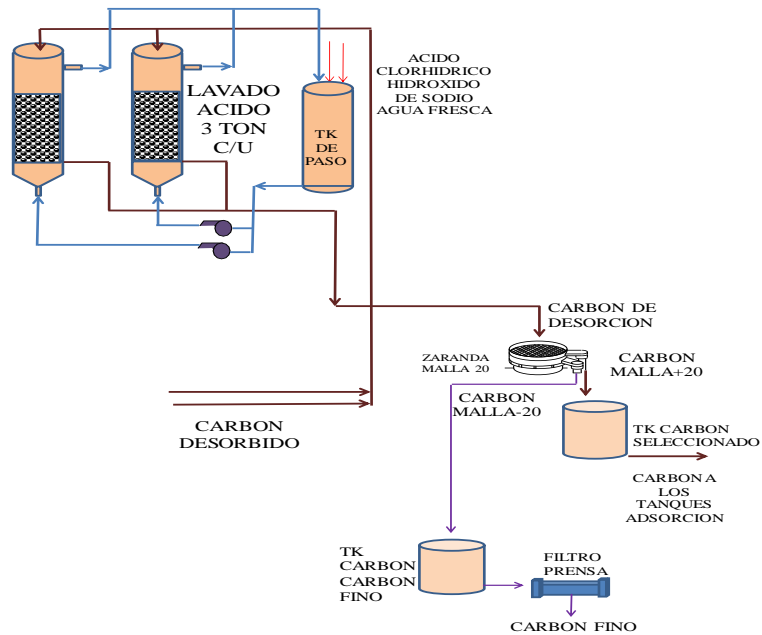 LAVADO
ACIDO
3 TON
C/U
TK
DE
PASO
ACIDO
CLORHIDRICO
HIDROXIDO
DE SODIO
AGUA FRESCA
CARBON DE
DESORCION
ZARANDA
MALLA 20
CARBON
MALLA+20
CARBON
MALLA-20
CARBON
DESORBIDO
TK CARBON
SELECCIONADO
CARBON A
LOS
TANQUES
ADSORCION
TK
CARBON
CARBON
FINO
FILTRO
PRENSA
CARBON FINO